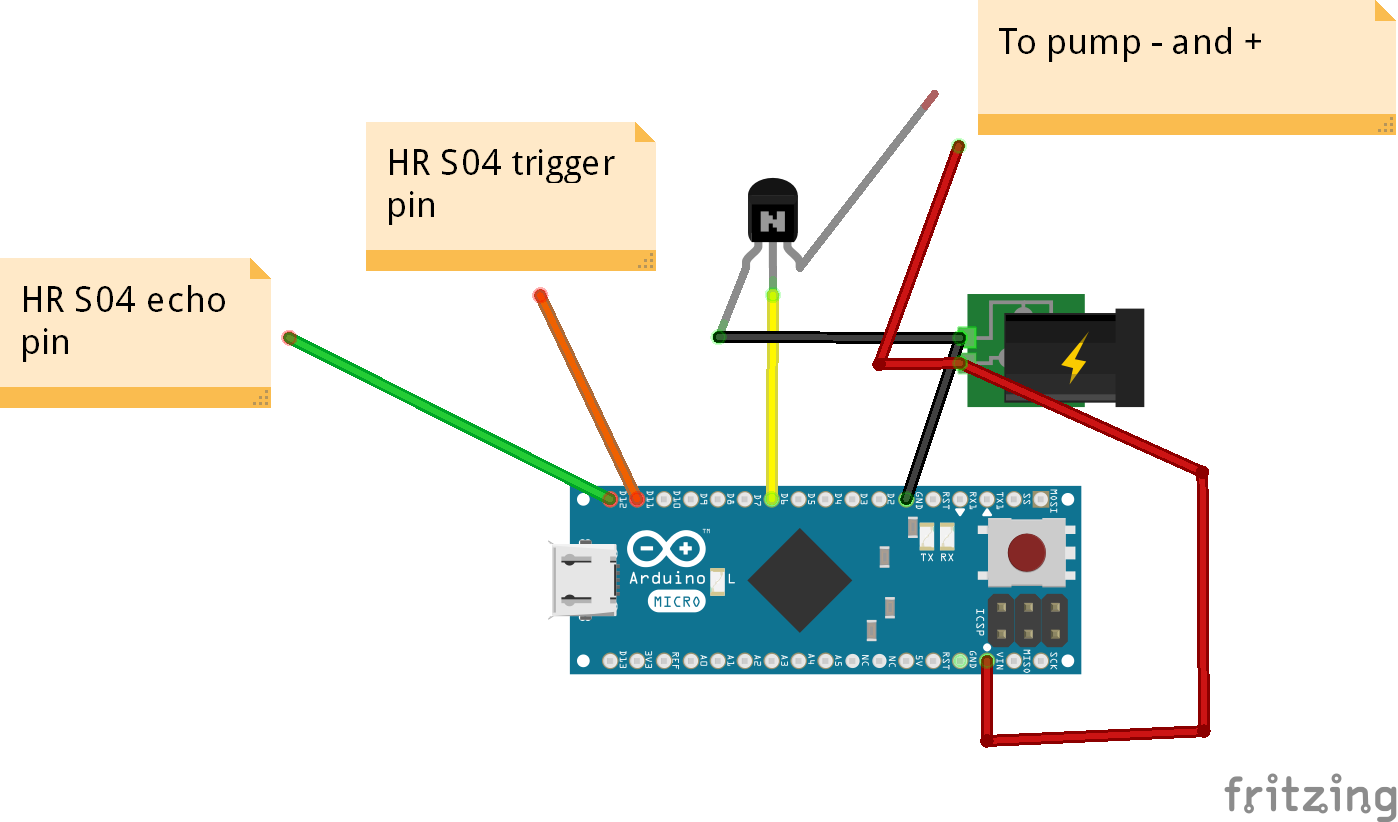 To pump - and +
HR S04 trigger
pin
HR S04 echo
pin
N
D12 D11 D10 D9 D8 D7 D6 D5 D4 D3 D2 GND RST RX1 TX1 SS MOSI
TM
Arduino
MICRO
L
TX RX
ICSP
D13 3V3 REF A0 A1 A2 A3 A4 A5 NC NC 5V RST GND VIN MISO SCK
fritzing